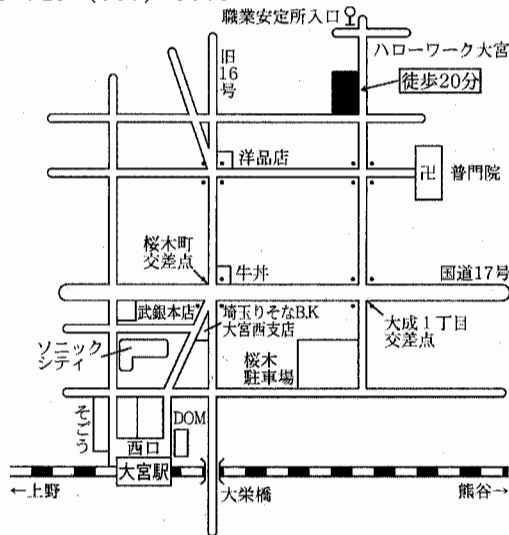 職業安定所入口
ハローワーク大宮
徒歩20分
旧16号
洋品店
卍 普門院
桜木町
交差点
牛丼
国道17号
武銀本店
埼玉りそなB.K
大宮西支店
大成1丁目
交差点
ソニック
シティ
桜木
駐車場
そごう
DOM
西口
大宮駅
←上野
大栄橋
熊谷→